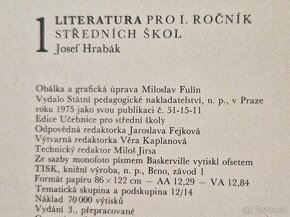 1 LITERATURA PRO I. ROČNÍK
STŘEDNÍCH ŠKOL
Josef Hrabák
Obálka a grafická úprava Miloslav Fulín
Vydalo Státní pedagogické nakladatelství, n. p., v Praze
roku 1975 jako svou publikaci č. 51-15-11
Edice Učebnice pro střední školy
Odpovědná redaktorka Jaroslava Fejková
Výtvarná redaktorka Věra Kaplanová
Technický redaktor Miloš Jirsa
Ze sazby monofoto písmem Baskerville vytiskl ofsetem
TISK, knižní výroba, n. p., Brno, závod 1
Formát papíru 86 × 122 cm – AA 12,29 – VA 12,84
Tematická skupina a podskupina 12/14
Náklad 70 000 výtisků
Vydání 3., přepracované